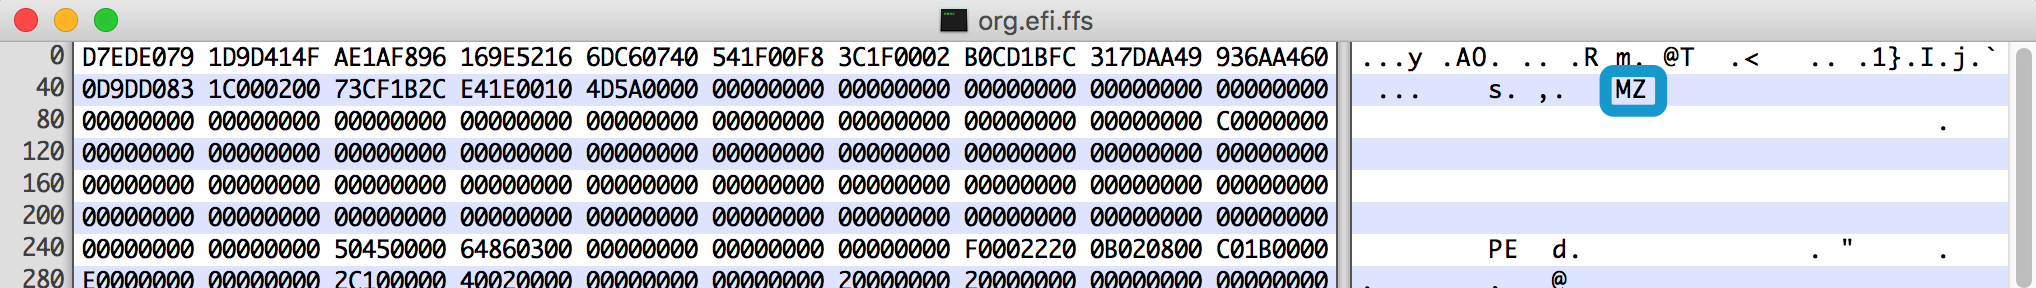 org.efi.ffs
0 D7EDE079 1D9D414F AE1AF896 169E5216 6DC60740 541F00F8 3C1F0002 B0CD1BFC 317DAA49 936AA460 ...y .AO. .. .R m. @T .< .. .1}.I.j.`
40 0D9DD083 1C000200 73CF1B2C E41E0010 4D5A0000 00000000 00000000 00000000 00000000 00000000 ... s. ,. MZ
80 00000000 00000000 00000000 00000000 00000000 00000000 00000000 00000000 00000000 C0000000 .
120 00000000 00000000 00000000 00000000 00000000 00000000 00000000 00000000 00000000 00000000
160 00000000 00000000 00000000 00000000 00000000 00000000 00000000 00000000 00000000 00000000
200 00000000 00000000 00000000 00000000 00000000 00000000 00000000 00000000 00000000 00000000
240 00000000 00000000 50450000 64860300 00000000 00000000 00000000 F0002220 0B020800 C01B0000 PE d. . " .
280 E0000000 00000000 2C100000 40020000 00000000 00000000 20000000 20000000 00000000 00000000 . . @